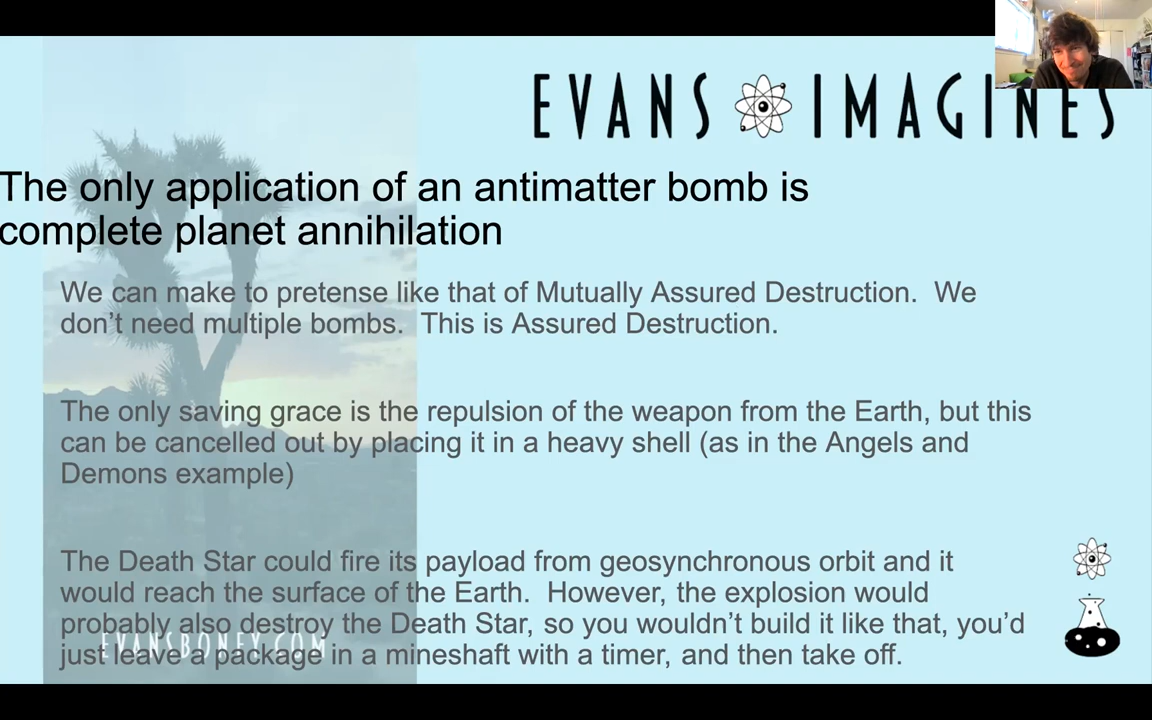 EVANS IMAGINES
The only application of an antimatter bomb is
complete planet annihilation
We can make to pretense like that of Mutually Assured Destruction.  We
don’t need multiple bombs.  This is Assured Destruction.
The only saving grace is the repulsion of the weapon from the Earth, but this
can be cancelled out by placing it in a heavy shell (as in the Angels and
Demons example)
The Death Star could fire its payload from geosynchronous orbit and it
would reach the surface of the Earth.  However, the explosion would
probably also destroy the Death Star, so you wouldn’t build it like that, you’d
EVANSBONEY.COM
just leave a package in a mineshaft with a timer, and then take off.